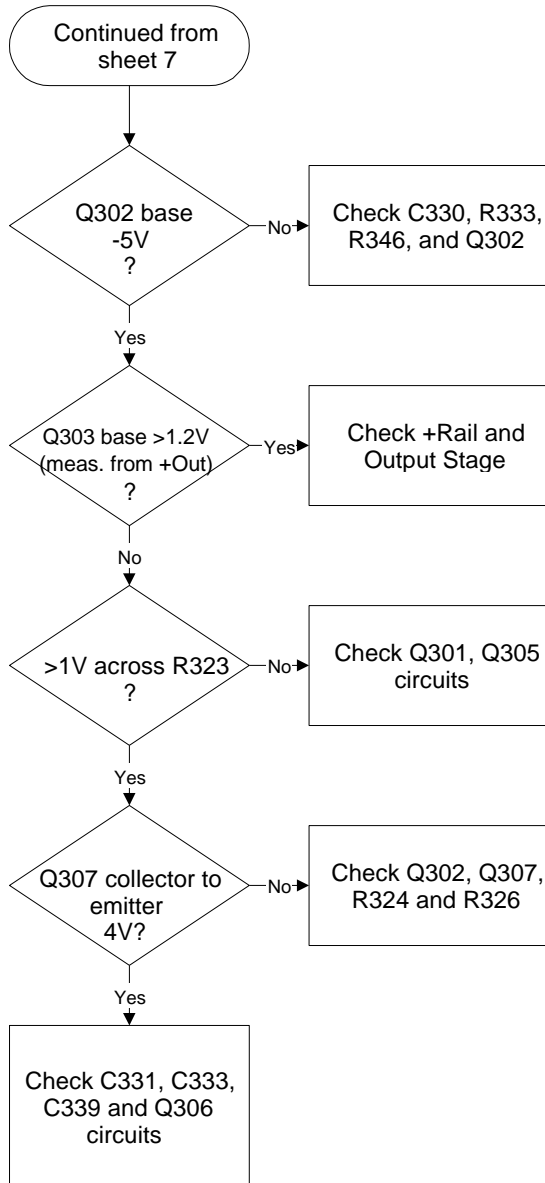 Continued from
sheet 7
Q302 base
-5V
?
No
Check C330, R333,
R346, and Q302
Yes
Q303 base >1.2V
(meas. from +Out)
?
Yes
Check +Rail and
Output Stage
No
>1V across R323
?
No
Check Q301, Q305
circuits
Yes
Q307 collector to
emitter
4V?
No
Check Q302, Q307,
R324 and R326
Yes
Check C331, C333,
C339 and Q306
circuits